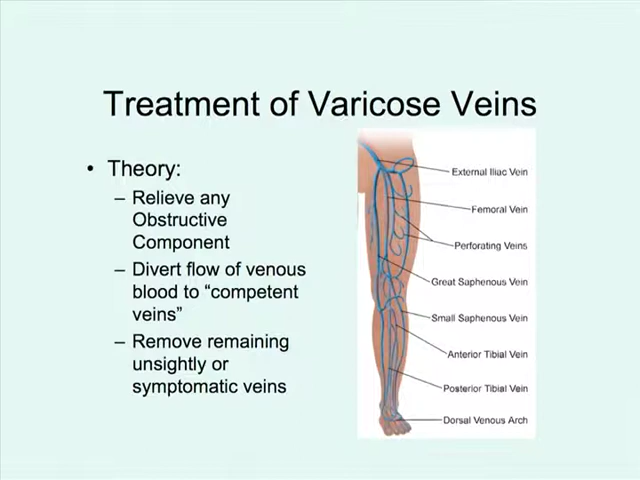 Treatment of Varicose Veins
• Theory:
– Relieve any
Obstructive
Component
– Divert flow of venous
blood to “competent
veins”
– Remove remaining
unsightly or
symptomatic veins
External Iliac Vein
Femoral Vein
Perforating Veins
Great Saphenous Vein
Small Saphenous Vein
Anterior Tibial Vein
Posterior Tibial Vein
Dorsal Venous Arch